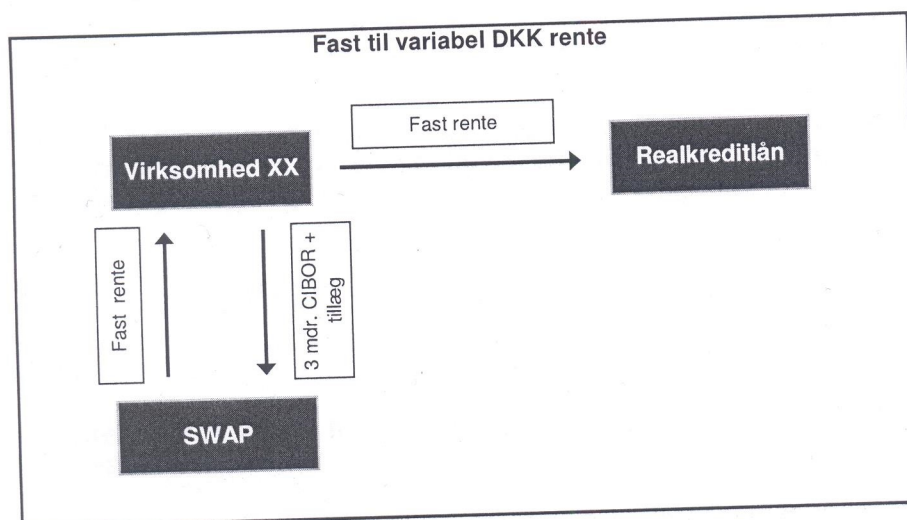 Fast til variabel DKK rente
Fast rente
Virksomhed XX
Realkreditlån
Fast rente
3 mdr. CIBOR +
tillæg
SWAP